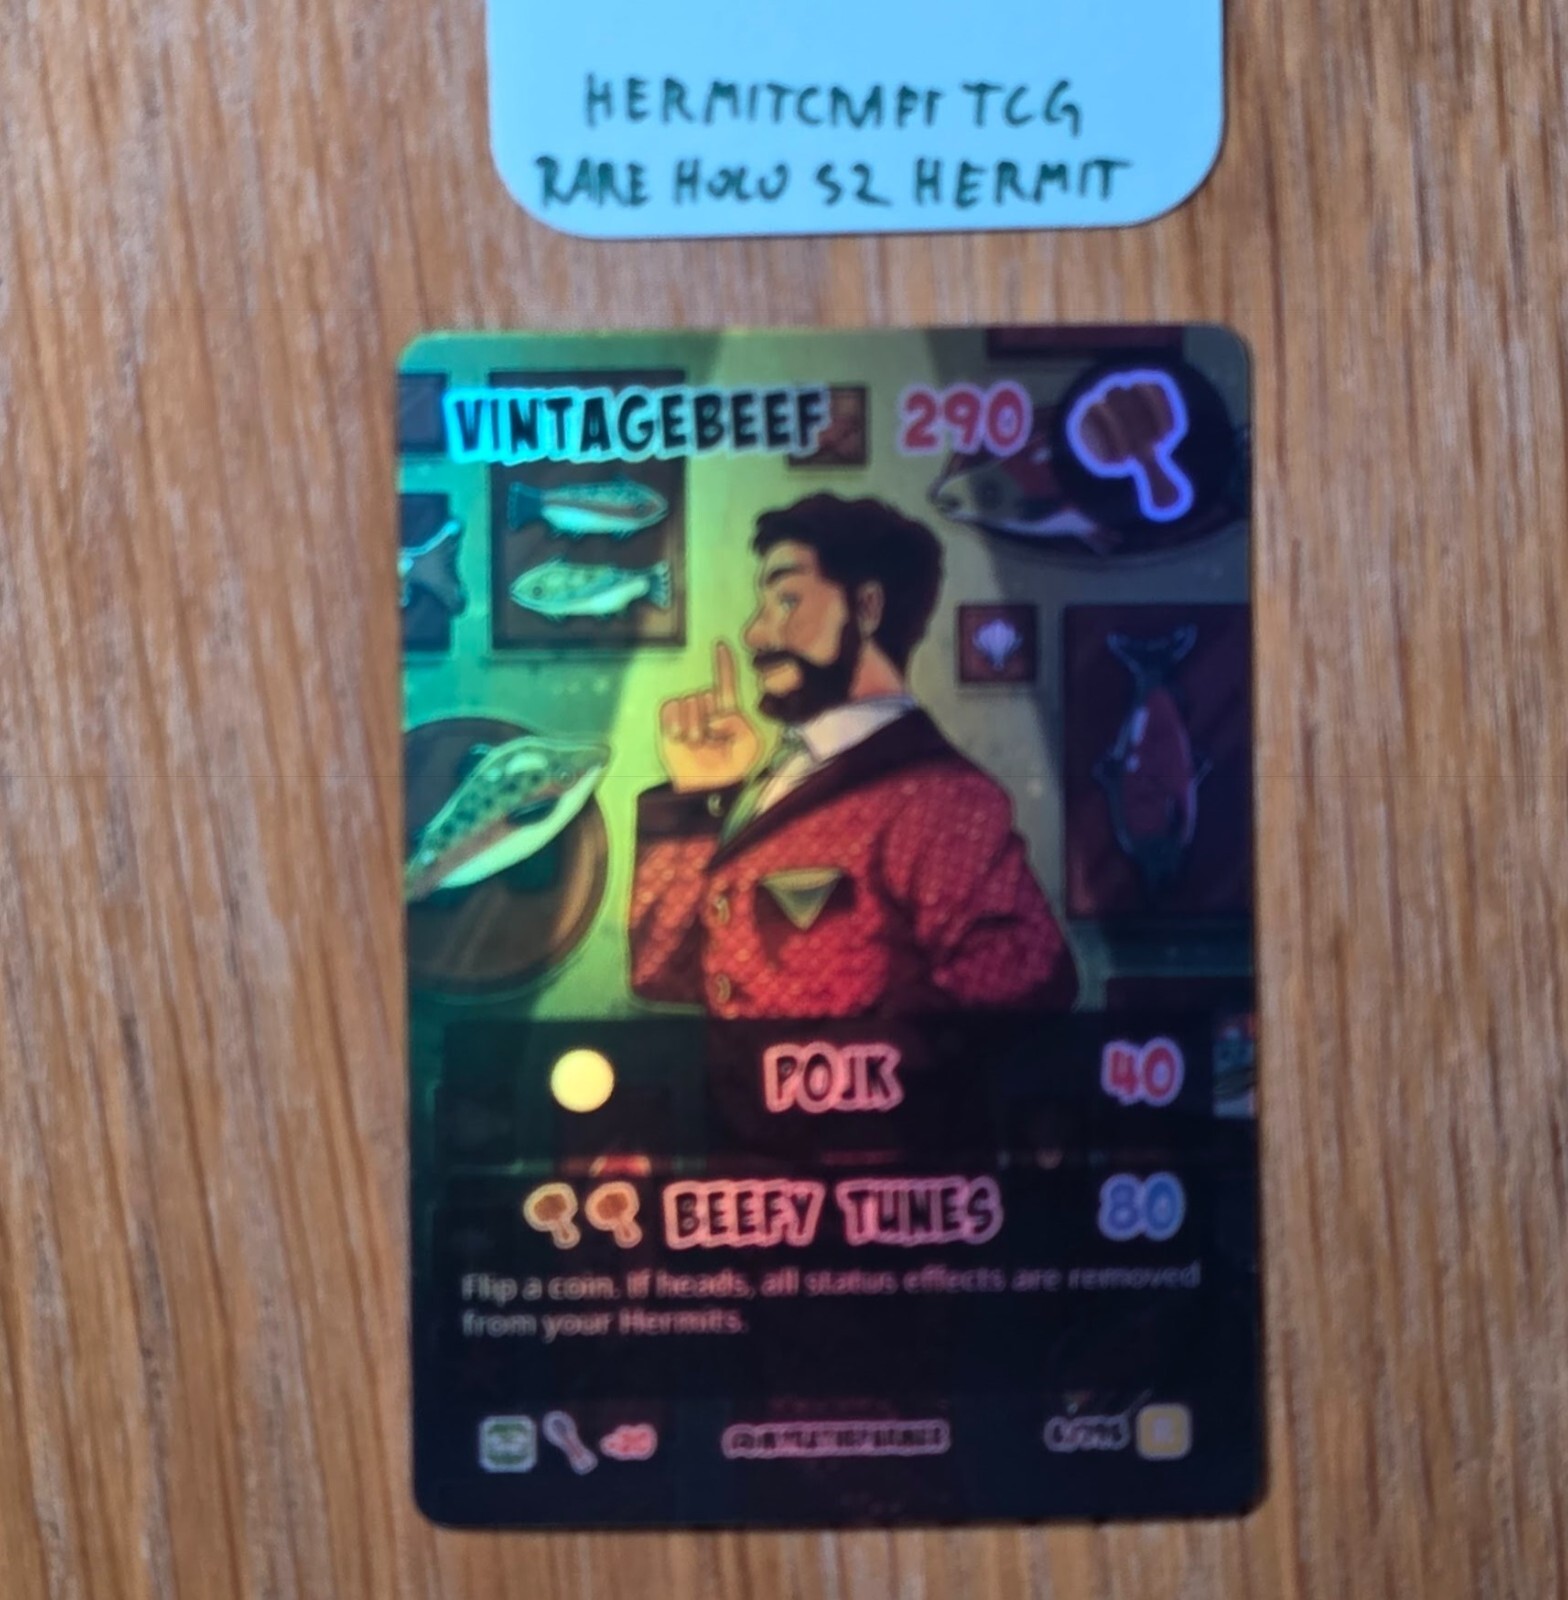 HERMITCRAFT TCG
RARE HOLO S2 HERMIT
VINTAGEBEEF 290
POIK 40
BEEFY TUNES 80
Flip a coin. If heads, all status effects are removed
from your Hermits.